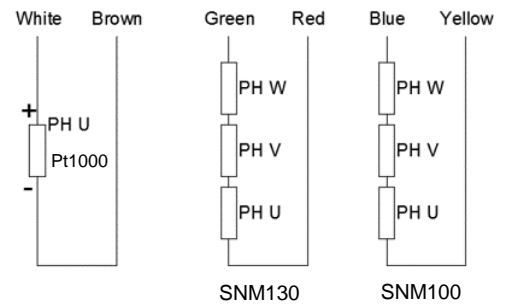 White Brown Green Red Blue Yellow
PH W PH W
+
PH U
PH V PH V
Pt1000
-
PH U PH U
SNM130 SNM100